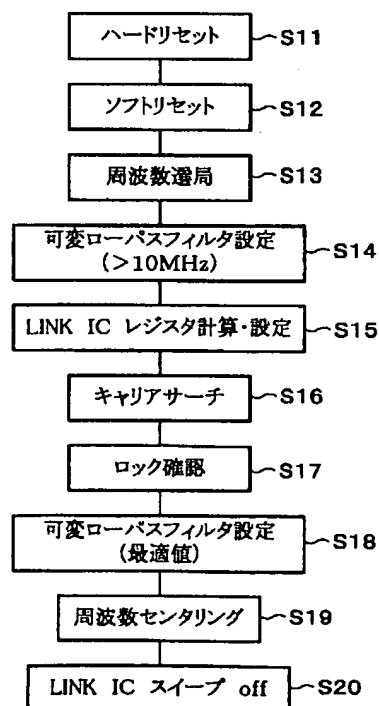 ハードリセット S11
ソフトリセット S12
周波数選局 S13
可変ローパスフィルタ設定
(>10MHz) S14
LINK IC レジスタ計算・設定 S15
キャリアサーチ S16
ロック確認 S17
可変ローパスフィルタ設定
(最適値) S18
周波数センタリング S19
LINK IC スイープ off S20